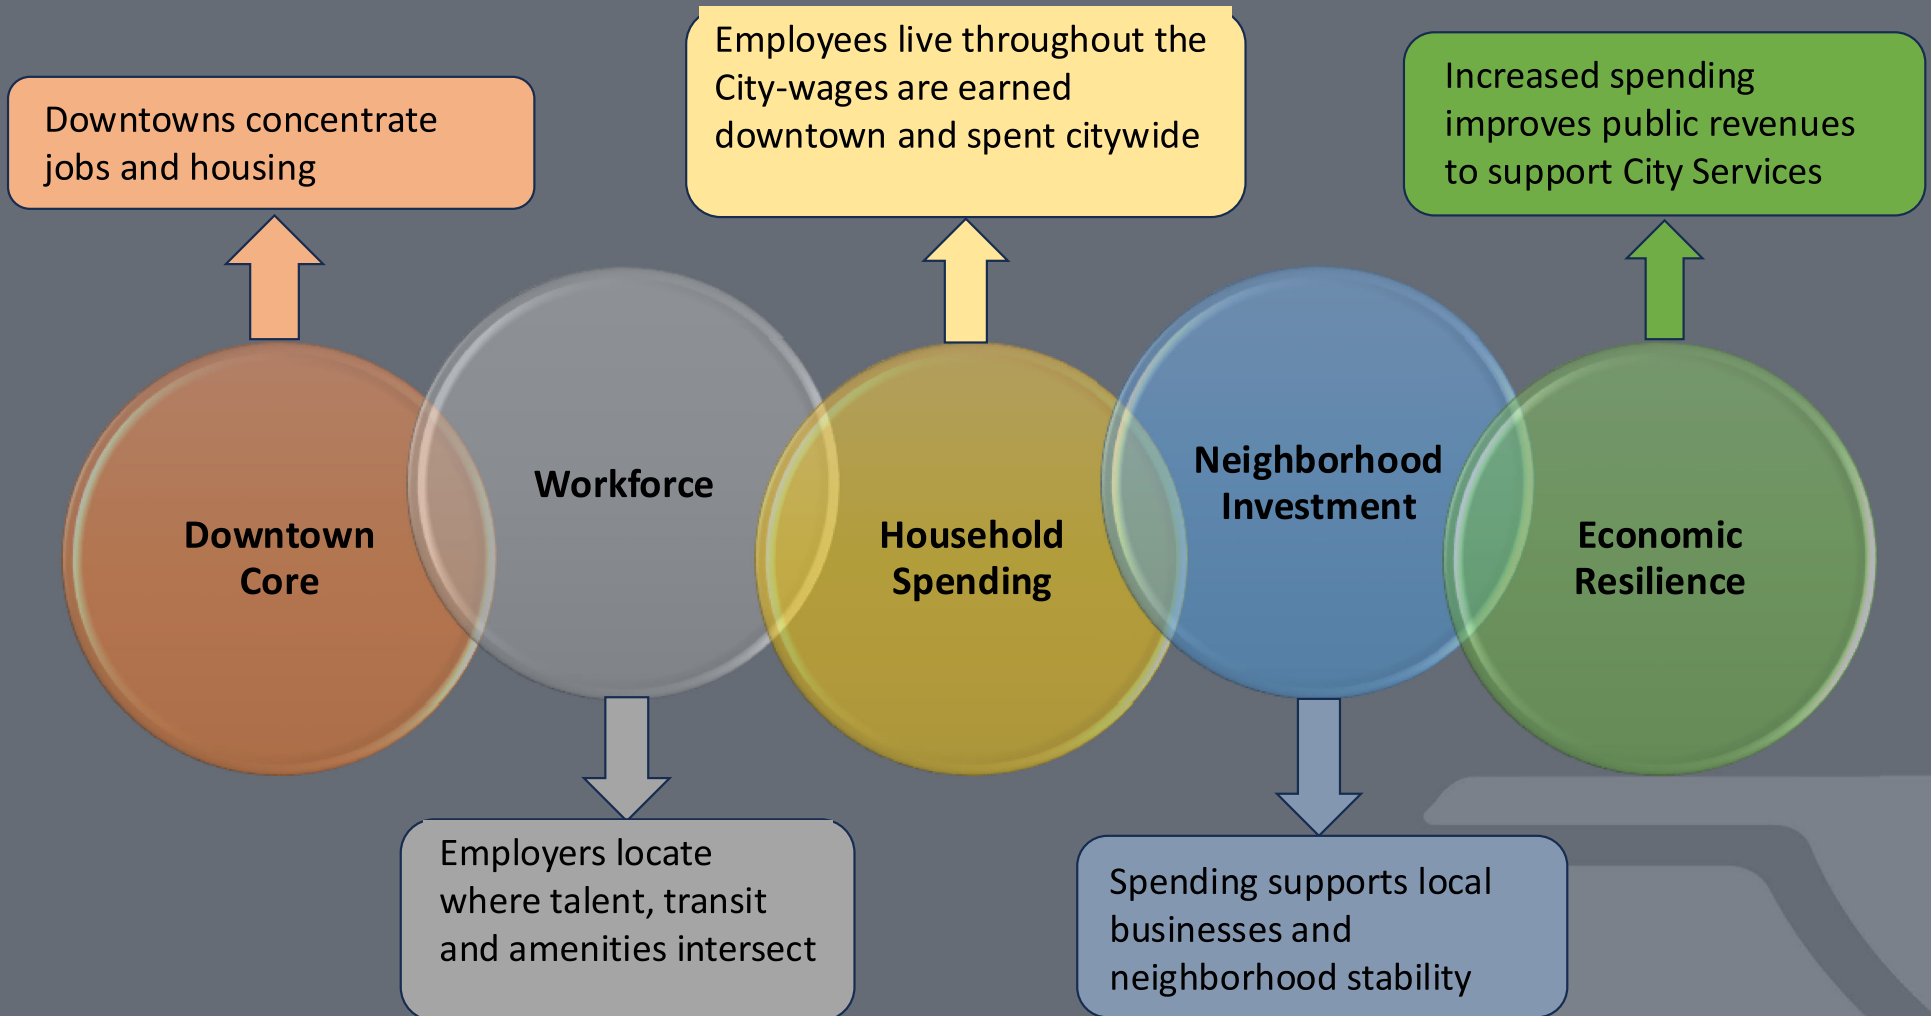 Downtowns concentrate
jobs and housing
Employees live throughout the
City-wages are earned
downtown and spent citywide
Increased spending
improves public revenues
to support City Services
Downtown
Core
Workforce
Household
Spending
Neighborhood
Investment
Economic
Resilience
Employers locate
where talent, transit
and amenities intersect
Spending supports local
businesses and
neighborhood stability